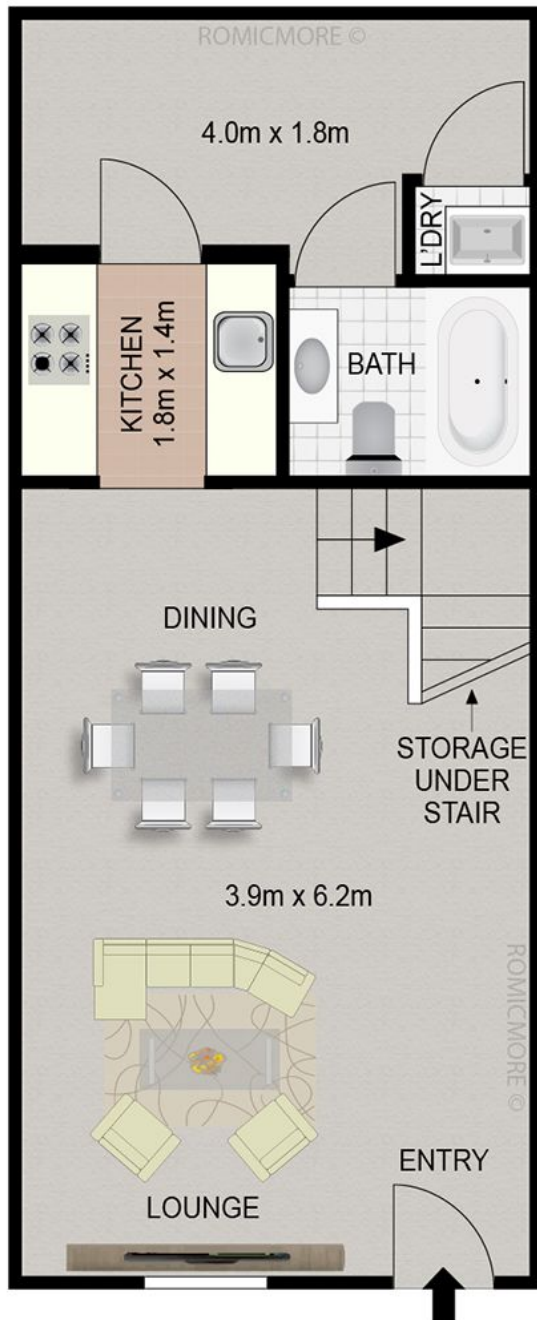 ROMICMORE ©
4.0m x 1.8m
L'DRY
KITCHEN
1.8m x 1.4m
BATH
DINING
STORAGE
UNDER
STAIR
3.9m x 6.2m
ROMICMORE ©
ENTRY
LOUNGE